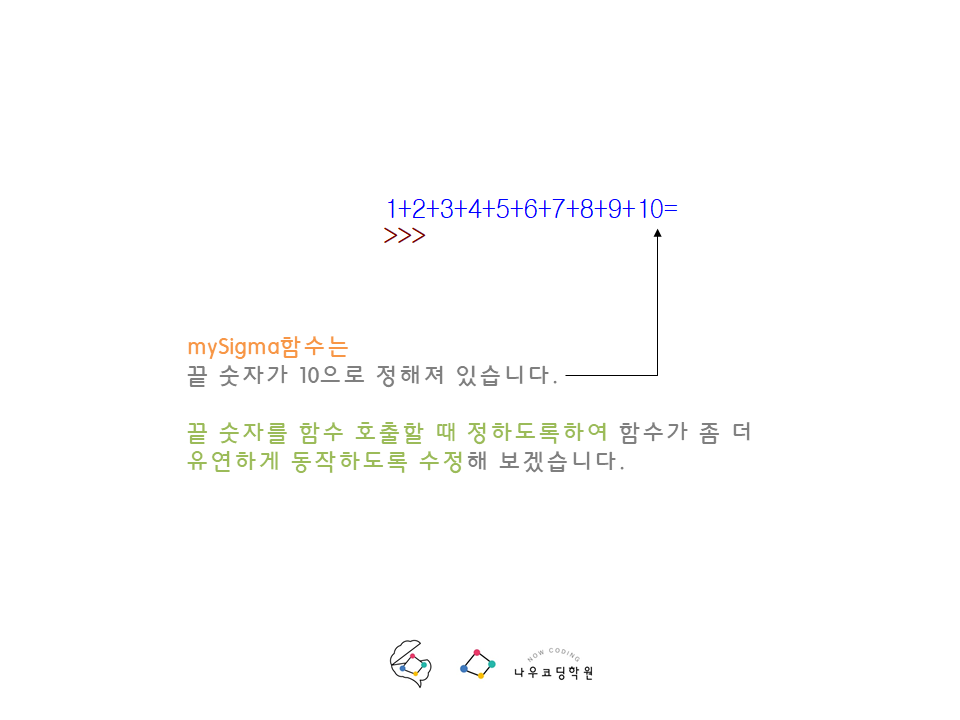 1+2+3+4+5+6+7+8+9+10=
>>>
mySigma함수는
끝 숫자가 10으로 정해져 있습니다.
끝 숫자를 함수 호출할 때 정하도록하여 함수가 좀 더
유연하게 동작하도록 수정해 보겠습니다.
NOW CODING
나우코딩학원